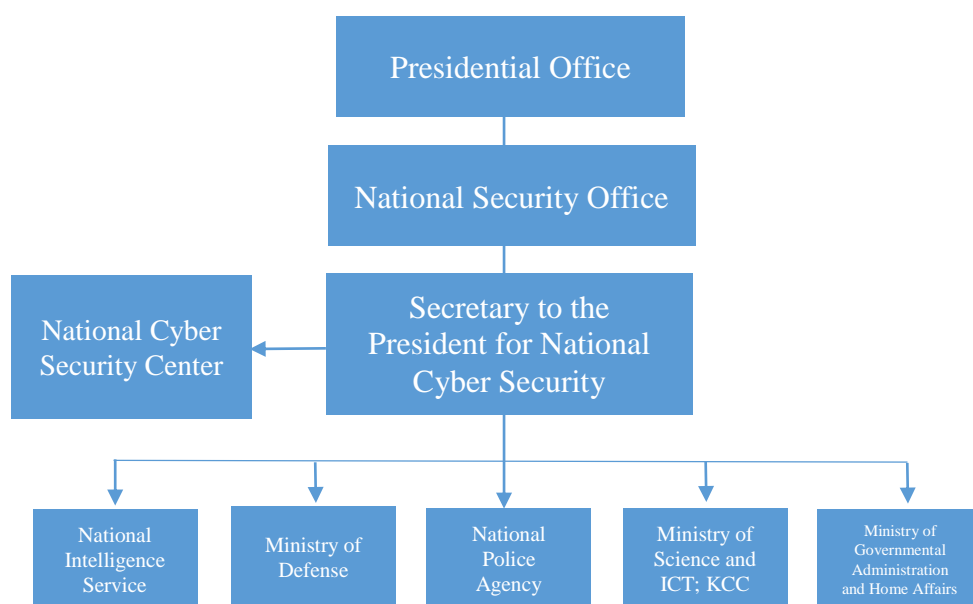 Presidential Office
National Security Office
National Cyber
Security Center
Secretary to the
President for National
Cyber Security
National
Intelligence
Service
Ministry of
Defense
National
Police
Agency
Ministry of
Science and
ICT; KCC
Ministry of
Governmental
Administration
and Home Affairs